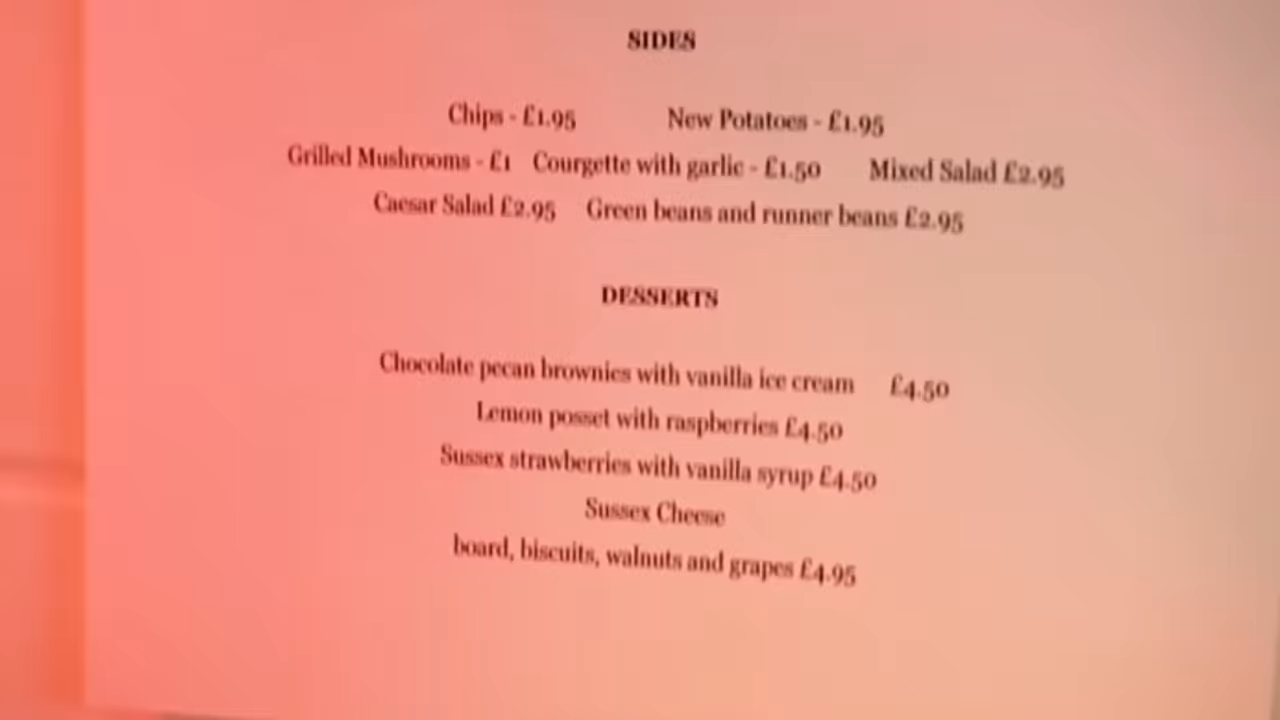 SIDES
Chips - £1.95 New Potatoes - £1.95
Grilled Mushrooms - £1 Courgette with garlic - £1.50 Mixed Salad £2.95
Caesar Salad £2.95 Green beans and runner beans £2.95
DESSERTS
Chocolate pecan brownies with vanilla ice cream £4.50
Lemon posset with raspberries £4.50
Sussex strawberries with vanilla syrup £4.50
Sussex Cheese
board, biscuits, walnuts and grapes £4.95